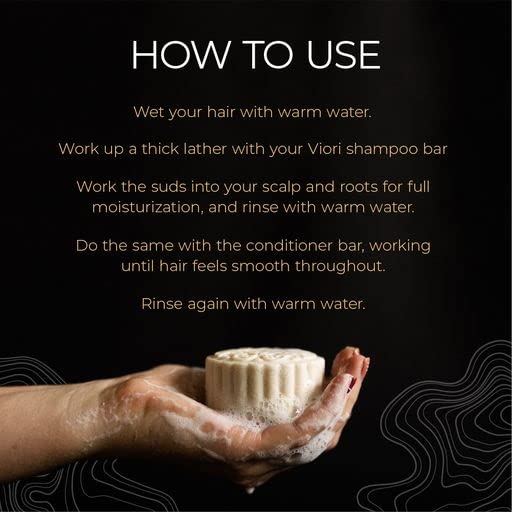 HOW TO USE
Wet your hair with warm water.
Work up a thick lather with your Viori shampoo bar
Work the suds into your scalp and roots for full
moisturization, and rinse with warm water.
Do the same with the conditioner bar, working
until hair feels smooth throughout.
Rinse again with warm water.